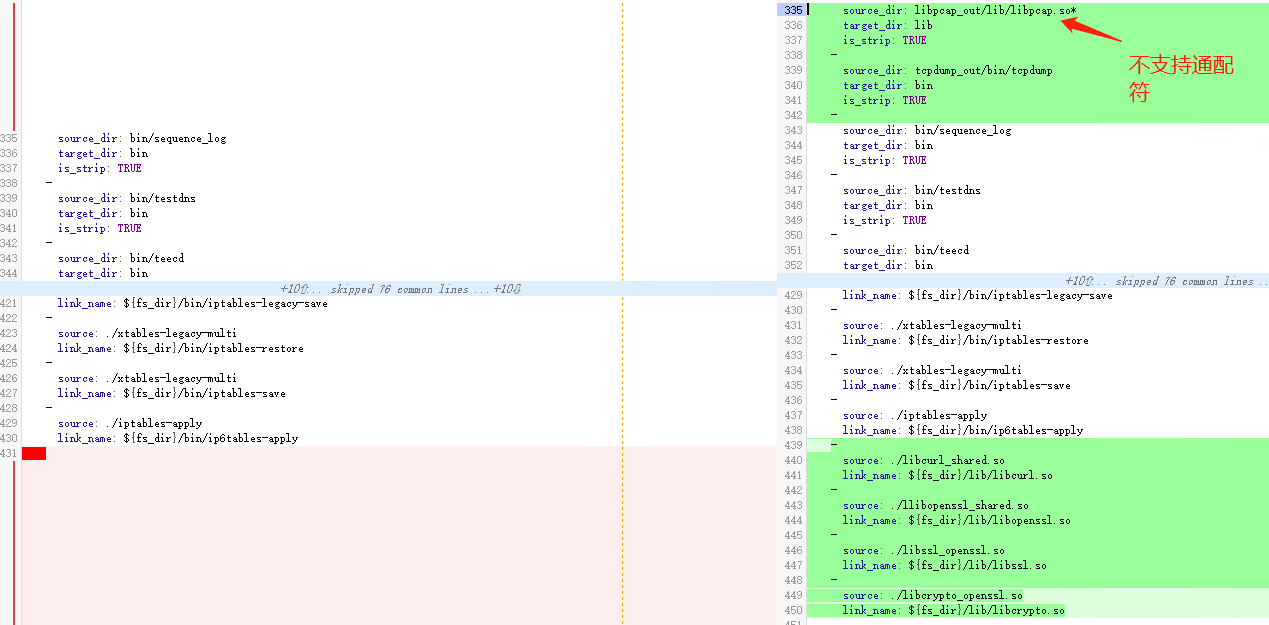 335 source_dir: bin/sequence_log
336 target_dir: bin
337 is_strip: TRUE
338 -
339 source_dir: bin/testdns
340 target_dir: bin
341 is_strip: TRUE
342 -
343 source_dir: bin/teecd
344 target_dir: bin
+10⇧... skipped 76 common lines ...+10⇩
421 link_name: ${fs_dir}/bin/iptables-legacy-save
422 -
423 source: ./xtables-legacy-multi
424 link_name: ${fs_dir}/bin/iptables-restore
425 -
426 source: ./xtables-legacy-multi
427 link_name: ${fs_dir}/bin/iptables-save
428 -
429 source: ./iptables-apply
430 link_name: ${fs_dir}/bin/ip6tables-apply
431
335 source_dir: libpcap_out/lib/libpcap.so*
336 target_dir: lib
337 is_strip: TRUE
338 -
339 source_dir: tcpdump_out/bin/tcpdump
340 target_dir: bin
341 is_strip: TRUE
342 -
343 source_dir: bin/sequence_log
344 target_dir: bin
345 is_strip: TRUE
346 -
347 source_dir: bin/testdns
348 target_dir: bin
349 is_strip: TRUE
350 -
351 source_dir: bin/teecd
352 target_dir: bin
+10⇧... skipped 76 common lines ..
429 link_name: ${fs_dir}/bin/iptables-legacy-save
430 -
431 source: ./xtables-legacy-multi
432 link_name: ${fs_dir}/bin/iptables-restore
433 -
434 source: ./xtables-legacy-multi
435 link_name: ${fs_dir}/bin/iptables-save
436 -
437 source: ./iptables-apply
438 link_name: ${fs_dir}/bin/ip6tables-apply
439 -
440 source: ./libcurl_shared.so
441 link_name: ${fs_dir}/lib/libcurl.so
442 -
443 source: ./llibopenssl_shared.so
444 link_name: ${fs_dir}/lib/libopenssl.so
445 -
446 source: ./libssl_openssl.so
447 link_name: ${fs_dir}/lib/libssl.so
448 -
449 source: ./libcrypto_openssl.so
450 link_name: ${fs_dir}/lib/libcrypto.so
451
不支持通配
符